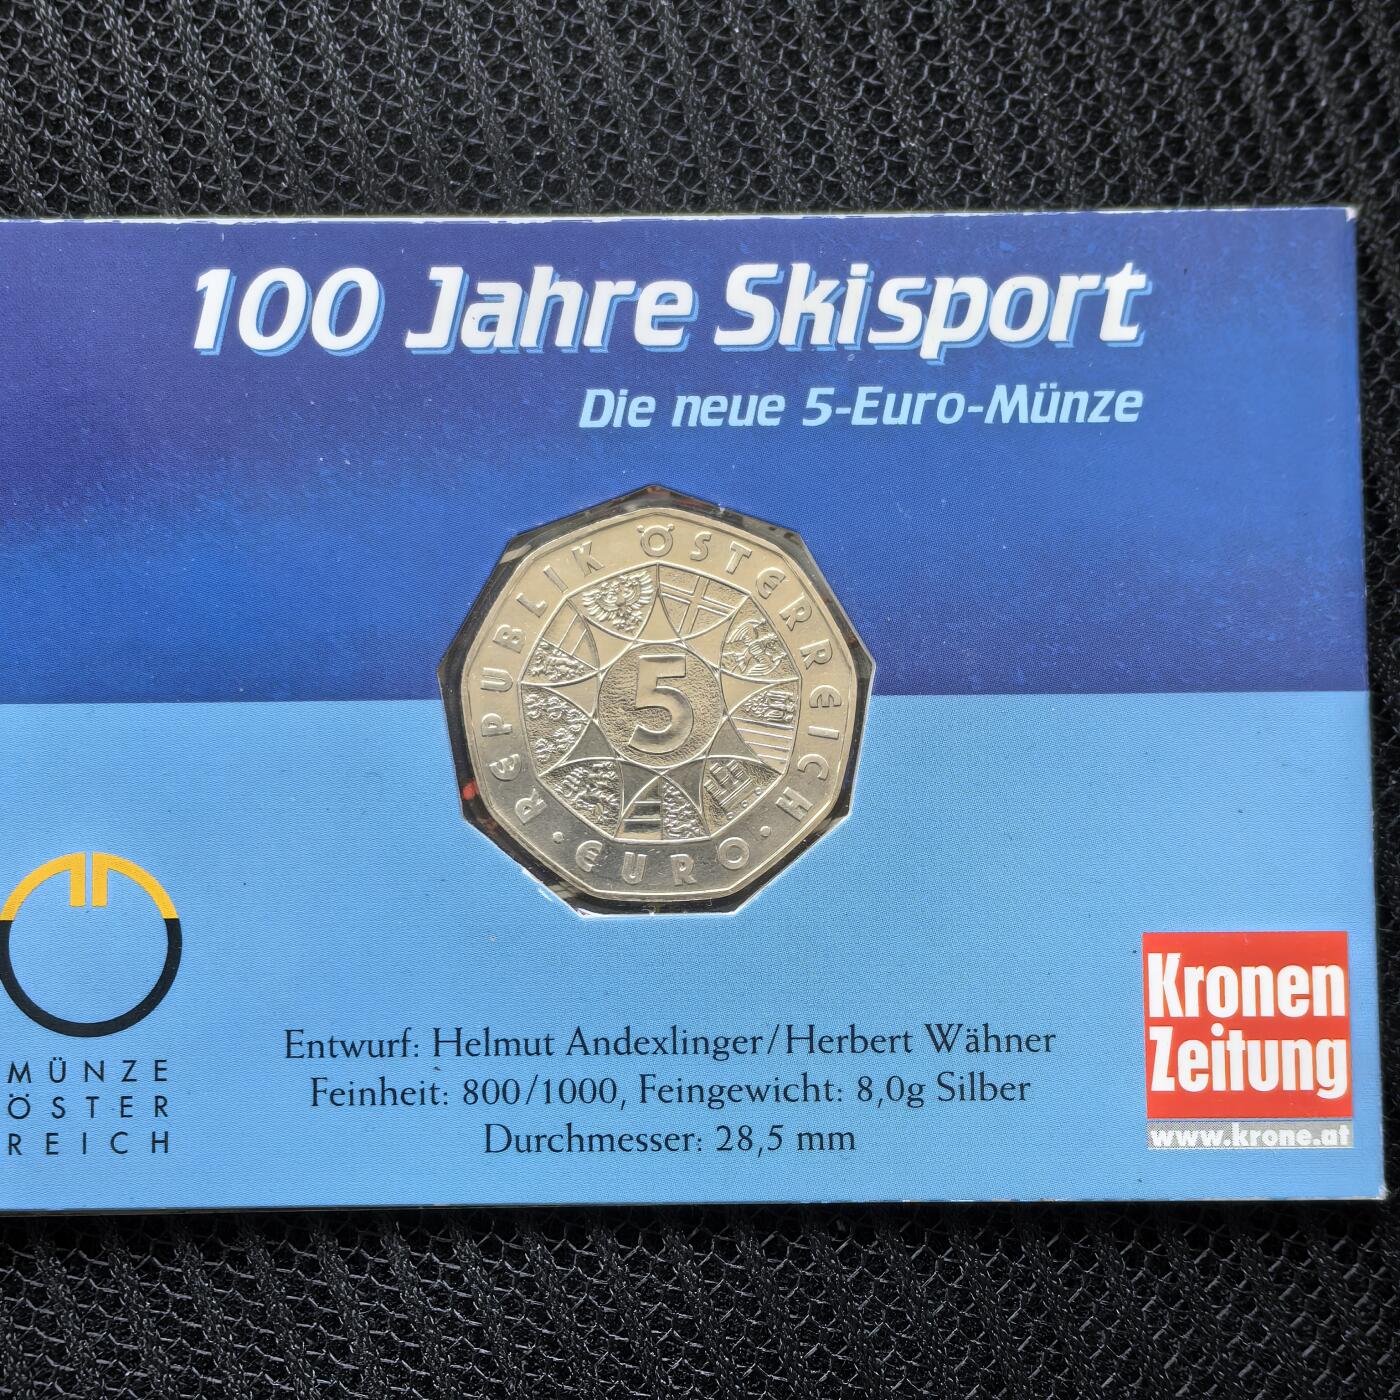 100 Jahre Skisport
Die neue 5-Euro-Münze
REPUBLIK ÖSTERREICH
5
· EURO ·
MÜNZE
ÖSTER
REICH
Entwurf: Helmut Andexlinger/Herbert Wähner
Feinheit: 800/1000, Feingewicht: 8,0g Silber
Durchmesser: 28,5 mm
Kronen
Zeitung
www.krone.at